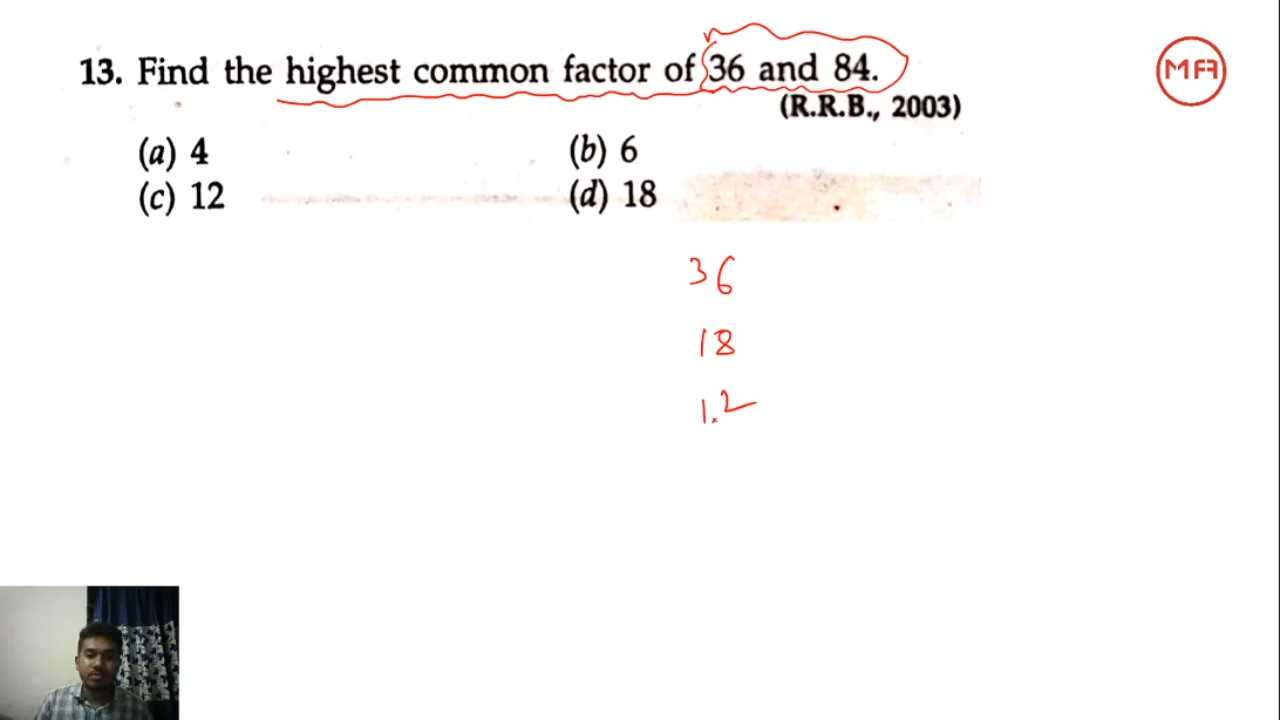 13. Find the highest common factor of 36 and 84.
(R.R.B., 2003)
(a) 4 (b) 6
(c) 12 (d) 18
36
18
12
MFA